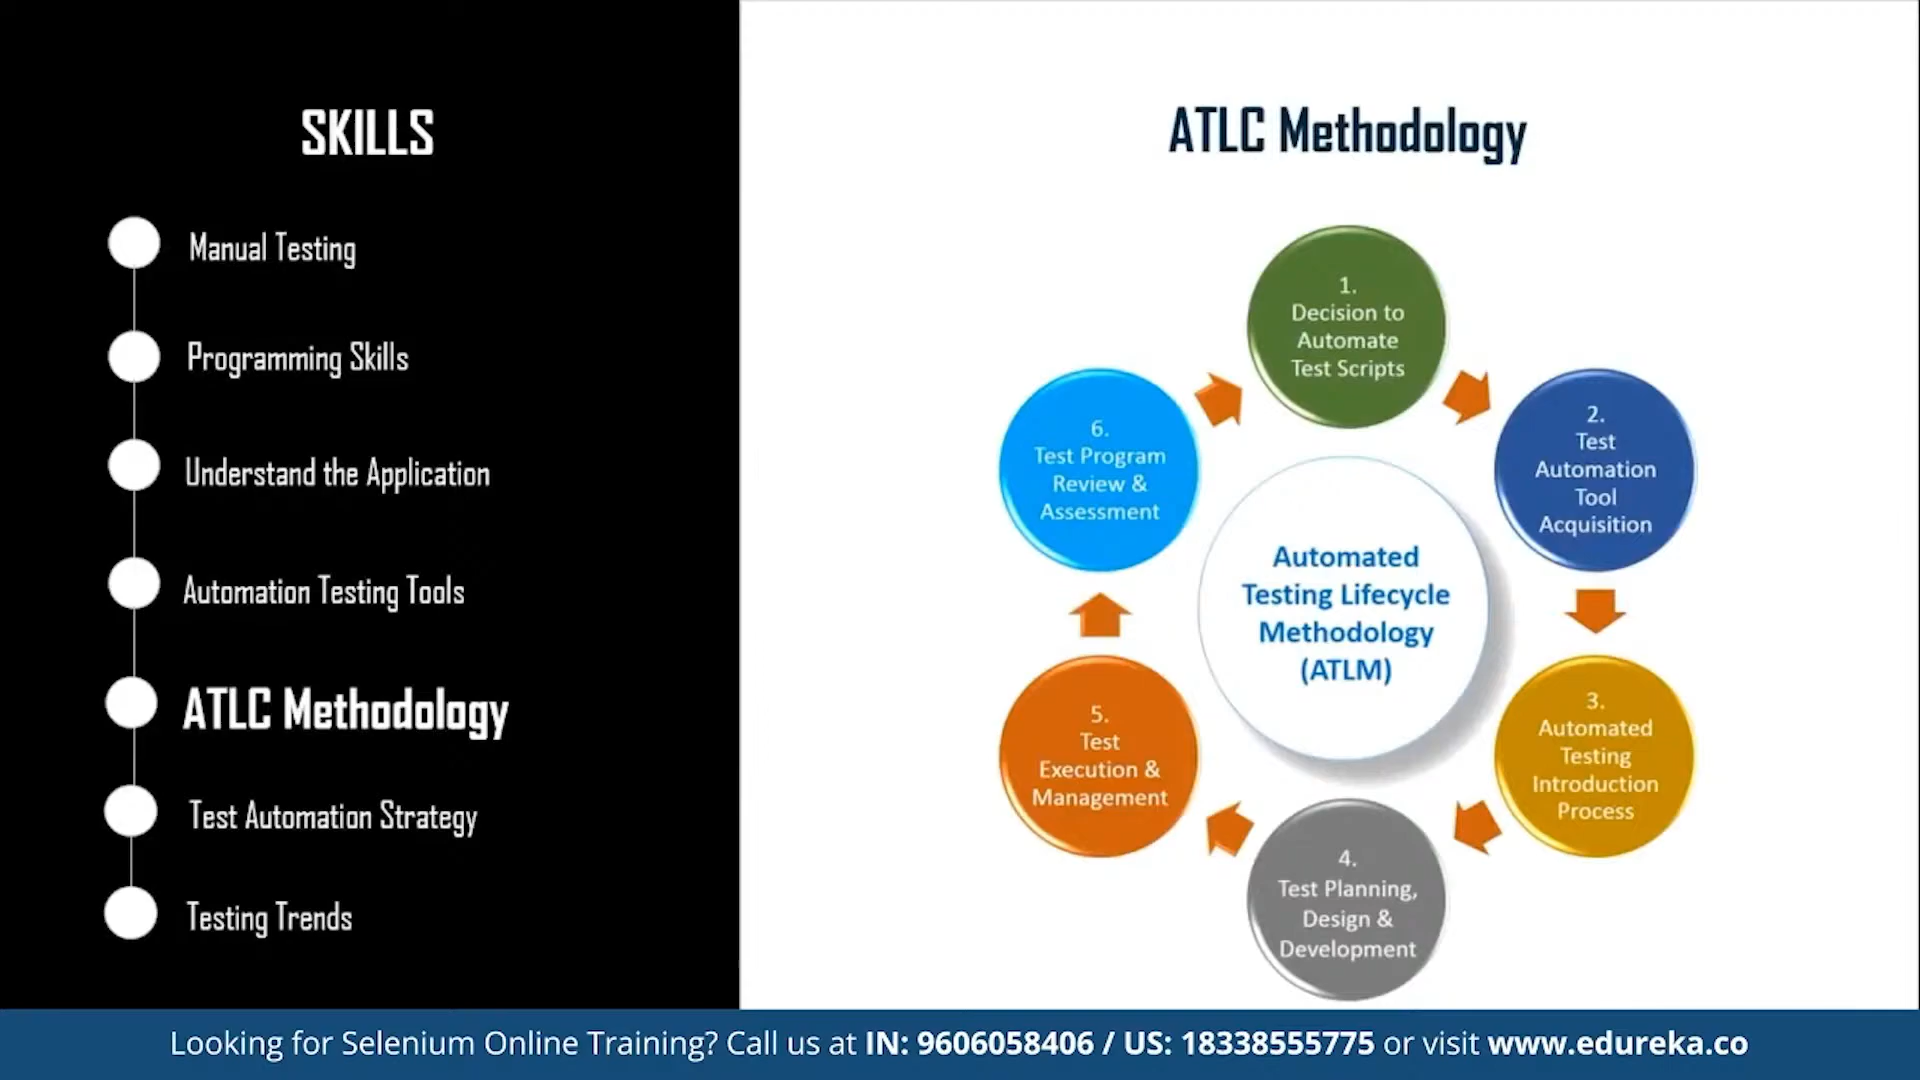 SKILLS
Manual Testing
Programming Skills
Understand the Application
Automation Testing Tools
ATLC Methodology
Test Automation Strategy
Testing Trends
ATLC Methodology
1.
Decision to
Automate
Test Scripts
2.
Test
Automation
Tool
Acquisition
3.
Automated
Testing
Introduction
Process
4.
Test Planning,
Design &
Development
5.
Test
Execution &
Management
6.
Test Program
Review &
Assessment
Automated
Testing Lifecycle
Methodology
(ATLM)
Looking for Selenium Online Training? Call us at IN: 9606058406 / US: 18338555775 or visit www.edureka.co